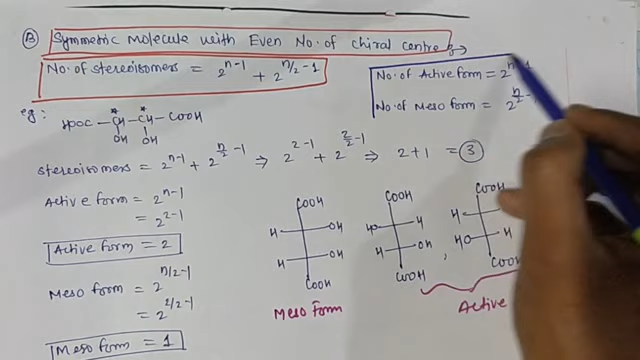 Ⓑ Symmetric Molecule with Even No. of chiral centre :→
No. of Stereoisomers = 2^(n-1) + 2^(n/2-1)
No. of Active form = 2^(n-1)
No. of Meso form = 2^(n/2-1)
eg:
HOOC-*CH-*CH-COOH
OH OH
Stereoisomers = 2^(n-1) + 2^(n/2-1) ⇒ 2^(2-1) + 2^(2/2-1) ⇒ 2+1 = ③
Active form = 2^(n-1)
= 2^(2-1)
Active form = 2
Meso form = 2^(n/2-1)
= 2^(2/2-1)
Meso form = 1
COOH
H OH
H OH
COOH
Meso Form
COOH
HO H
H OH
COOH
,
COOH
H
HO H
COOH
Active